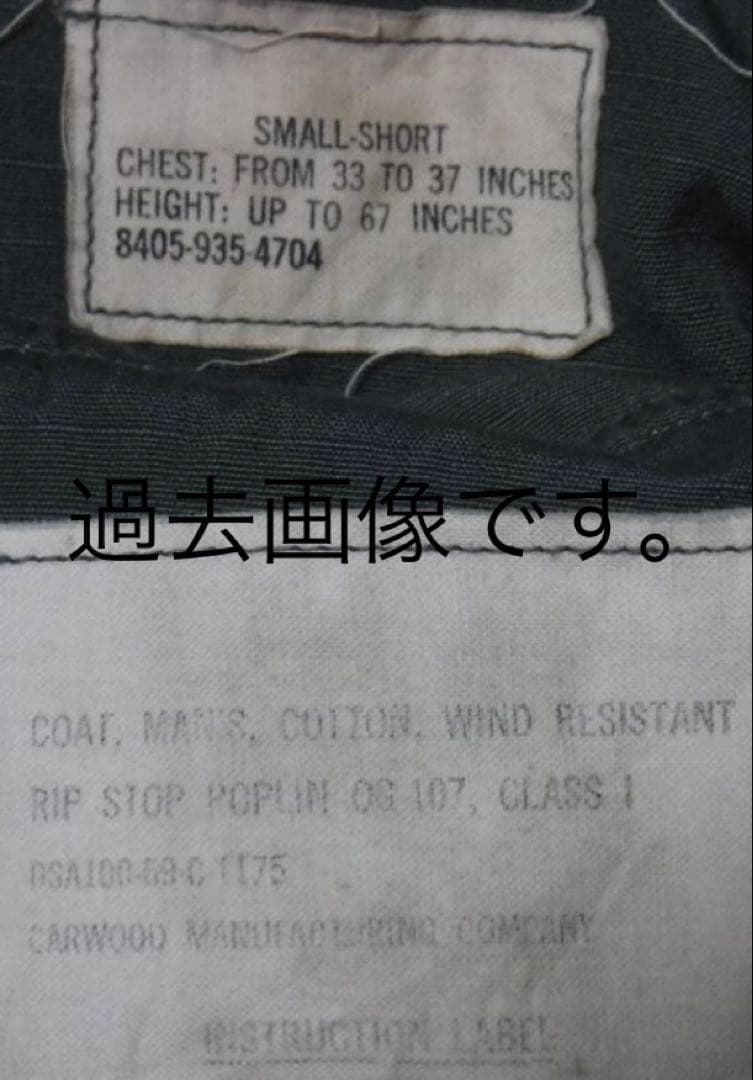 SMALL-SHORT
CHEST: FROM 33 TO 37 INCHES
HEIGHT: UP TO 67 INCHES
8405-935-4704
過去画像です。
COAT, MAN'S, COTTON, WIND RESISTANT
RIP STOP POPLIN OG 107, CLASS 1
DSA100-69-C-1175
CARWOOD MANUFACTURING COMPANY
INSTRUCTION LABEL